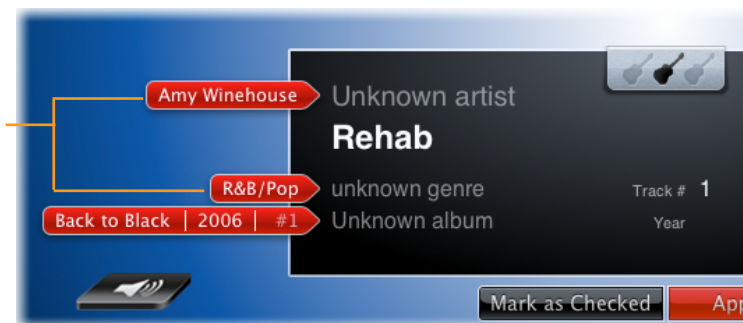 Amy Winehouse Unknown artist
Rehab
R&B/Pop unknown genre Track # 1
Back to Black | 2006 | #1 Unknown album Year
Mark as Checked App